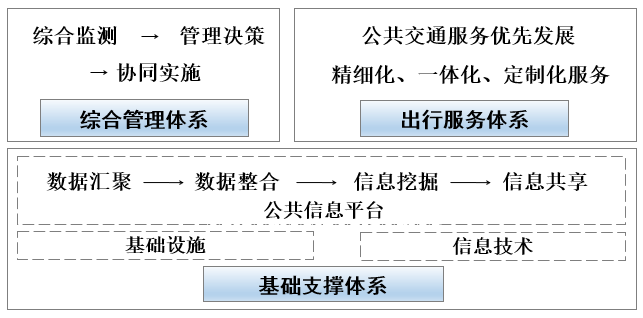 综合监测 → 管理决策
→ 协同实施
综合管理体系
公共交通服务优先发展
精细化、一体化、定制化服务
出行服务体系
数据汇聚 → 数据整合 → 信息挖掘 → 信息共享
公共信息平台
基础设施
信息技术
基础支撑体系